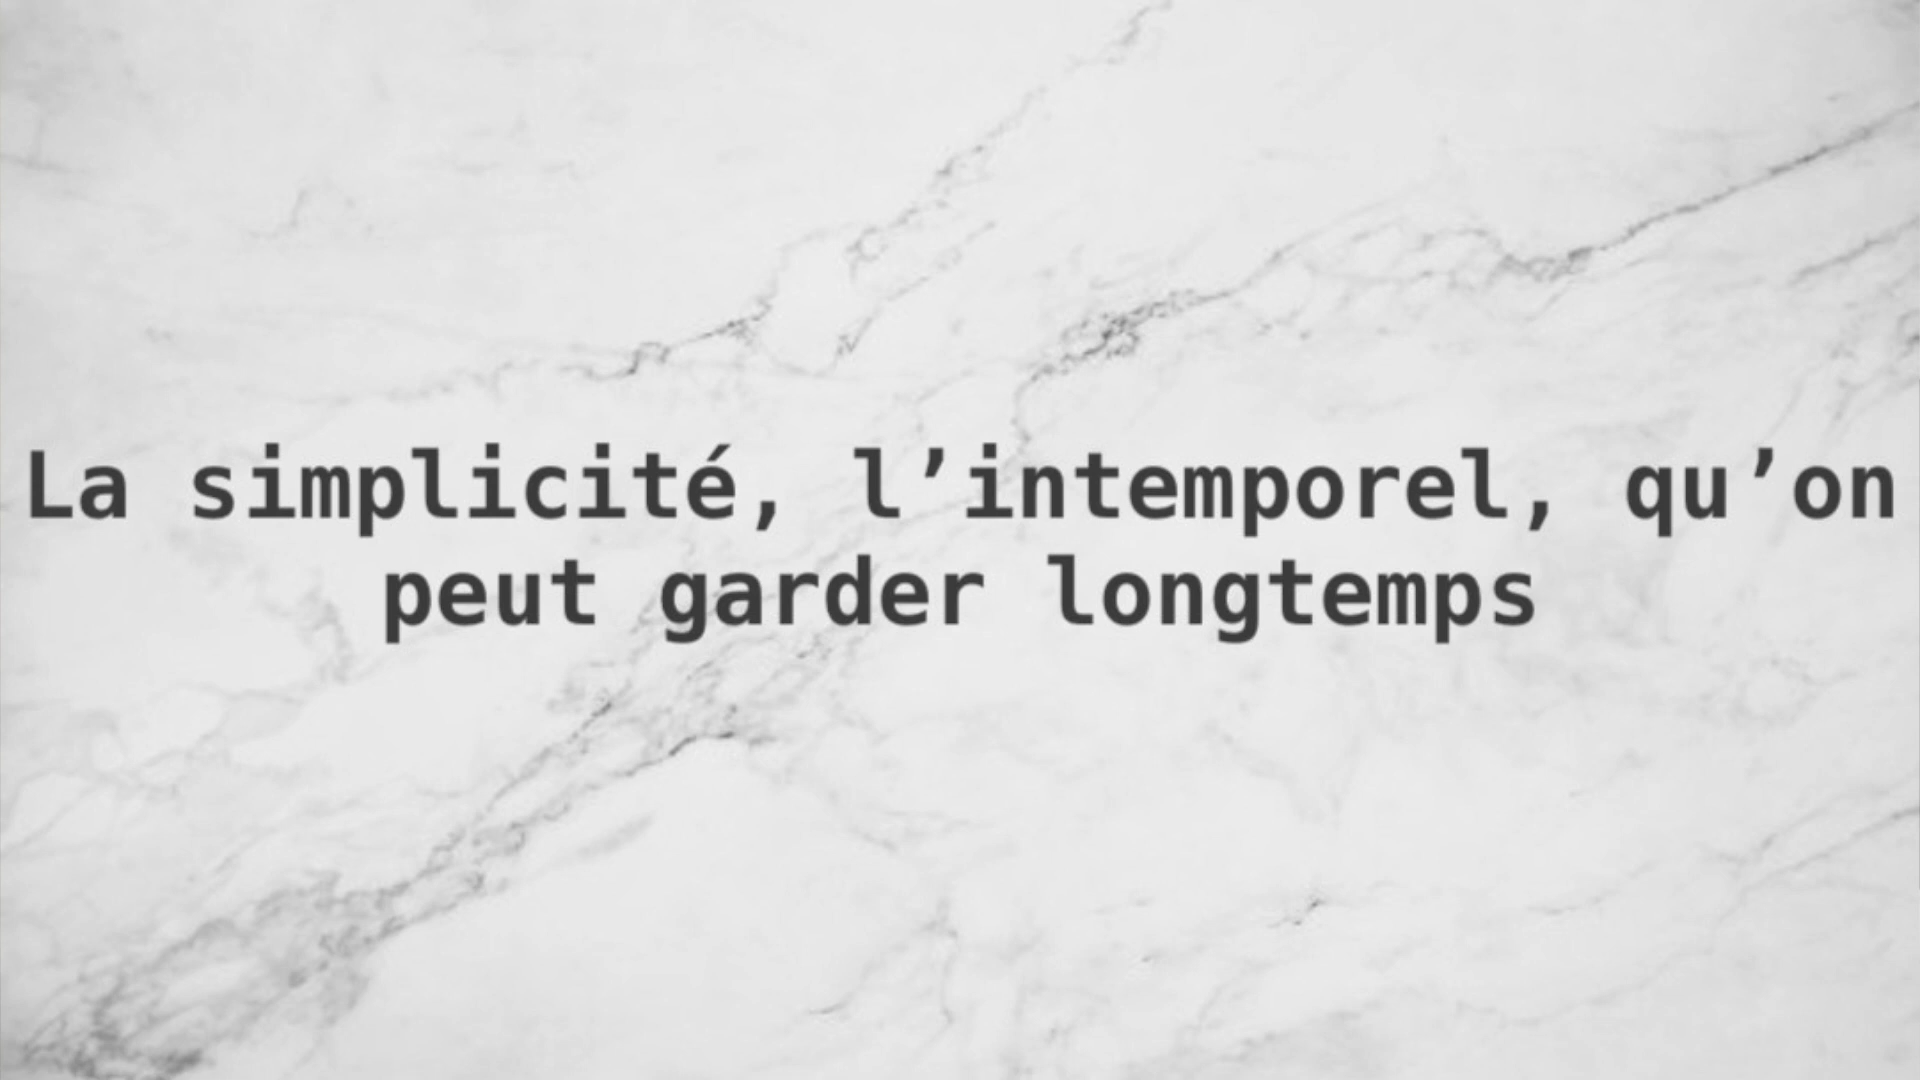 La simplicité, l’intemporel, qu’on
peut garder longtemps